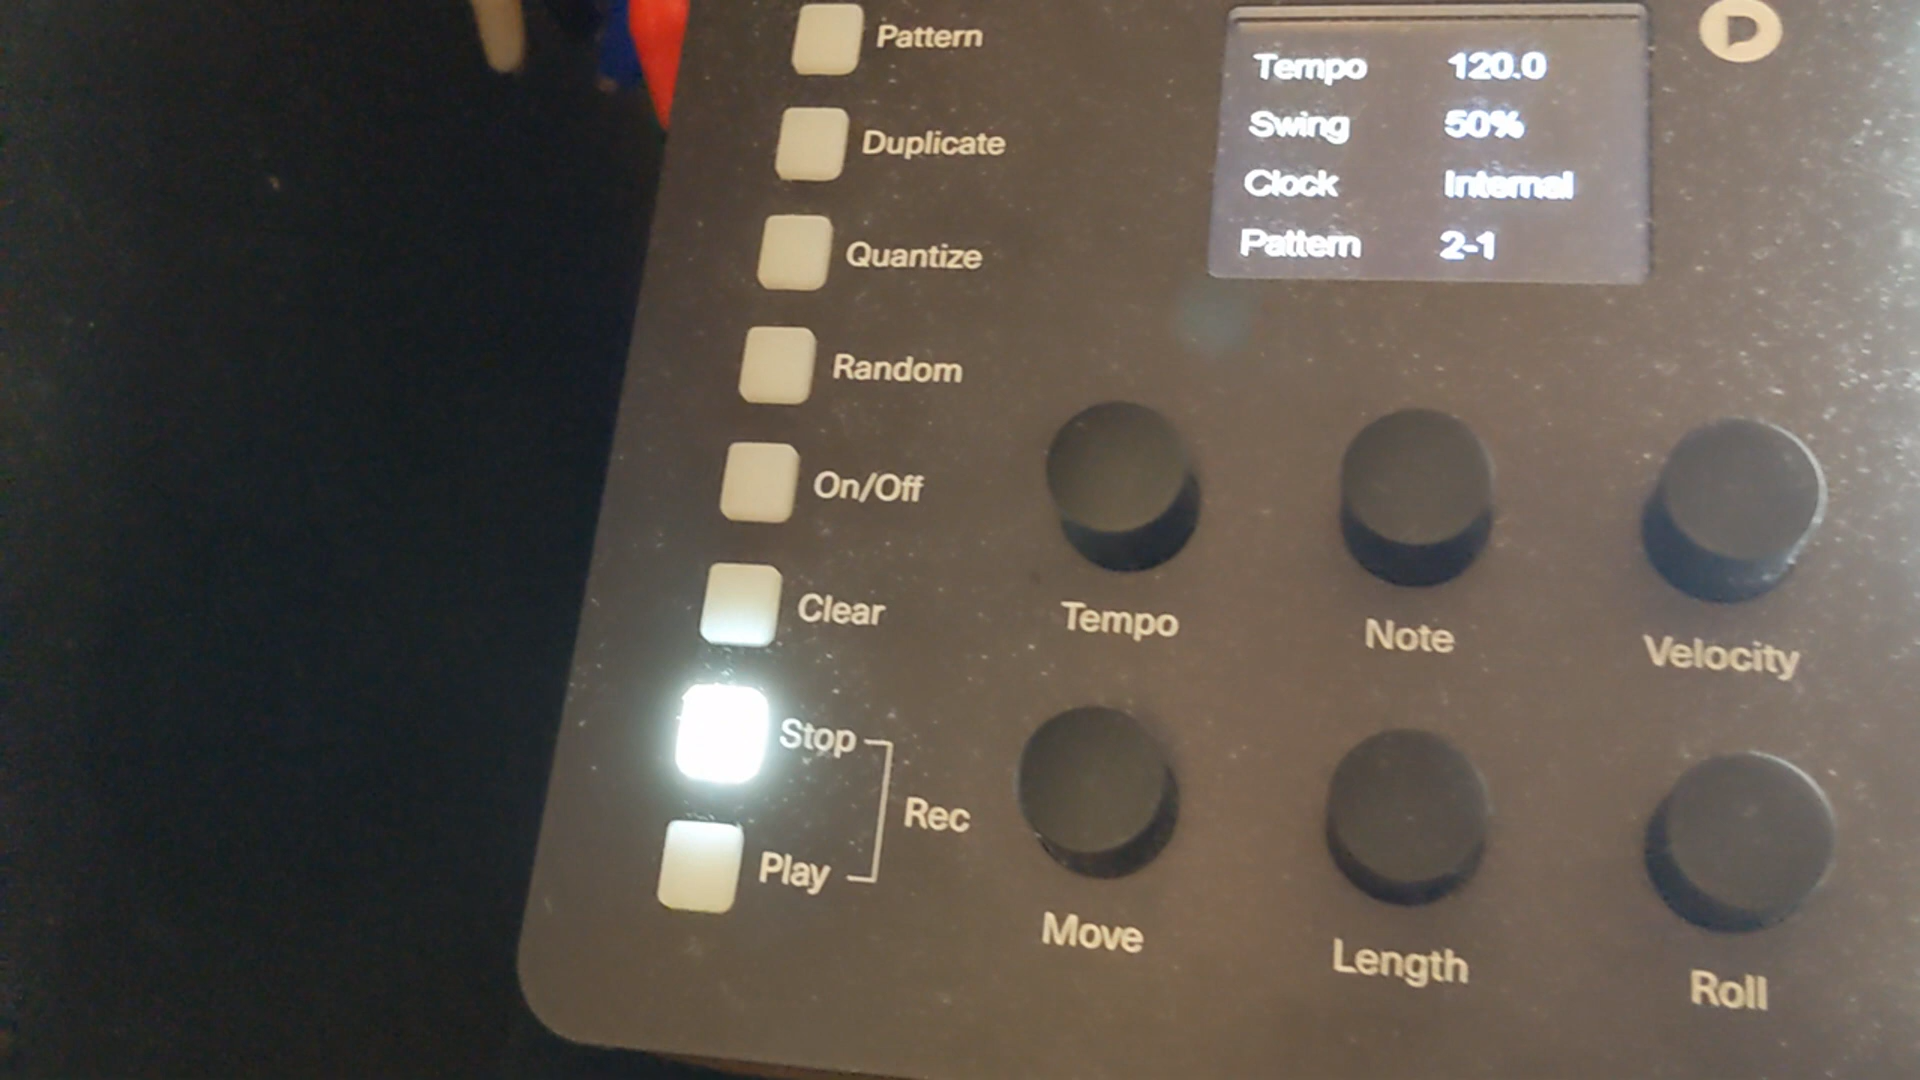 Pattern
Duplicate
Quantize
Random
On/Off
Clear
Stop
Rec
Play
Tempo 120.0
Swing 50%
Clock Internal
Pattern 2-1
Tempo
Note
Velocity
Move
Length
Roll